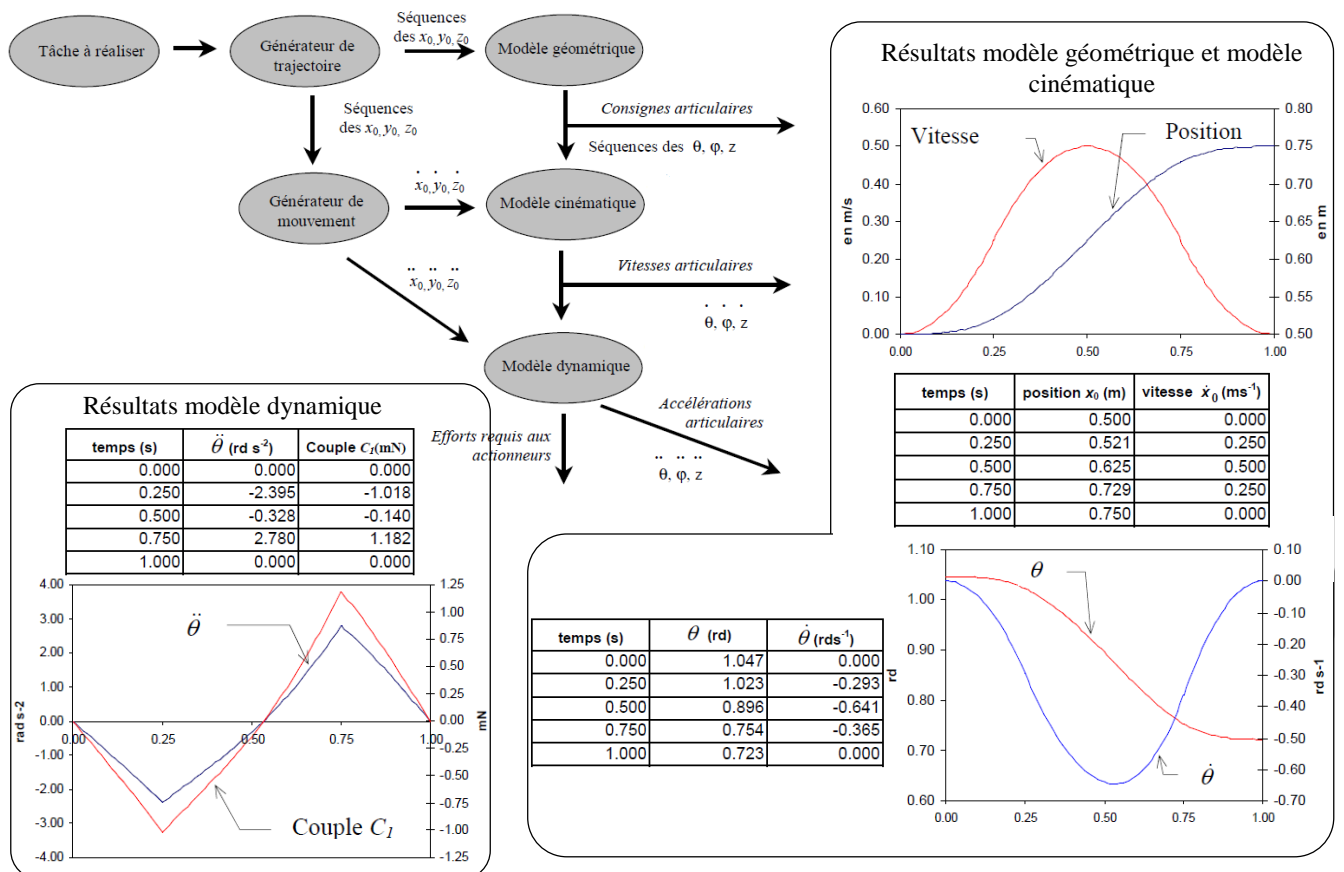 Tâche à réaliser
Générateur de
trajectoire
Séquences
des x₀, y₀, z₀
Modèle géométrique
Séquences
des x₀, y₀, z₀
Consignes articulaires
Séquences des θ, φ, z
Générateur de
mouvement
ẋ₀, ẏ₀, ż₀
Modèle cinématique
ẍ₀, ÿ₀, z̈₀
Vitesses articulaires
θ̇, φ̇, ż
Modèle dynamique
Accélérations
articulaires
Efforts requis aux
actionneurs
θ̈, φ̈, z̈
Résultats modèle géométrique et modèle
cinématique
0.60
0.50
0.40
0.30
0.20
0.10
0.00
en m/s
Vitesse
Position
0.80
0.75
0.70
0.65
0.60
0.55
0.50
en m
0.00 0.25 0.50 0.75 1.00
temps (s) position x₀ (m) vitesse ẋ₀ (ms⁻¹)
0.000 0.500 0.000
0.250 0.521 0.250
0.500 0.625 0.500
0.750 0.729 0.250
1.000 0.750 0.000
Résultats modèle dynamique
temps (s) θ̈ (rd s⁻²) Couple C₁(mN)
0.000 0.000 0.000
0.250 -2.395 -1.018
0.500 -0.328 -0.140
0.750 2.780 1.182
1.000 0.000 0.000
4.00
3.00
2.00
1.00
0.00
-1.00
-2.00
-3.00
-4.00
rad s-2
θ̈
Couple C₁
0.00 0.25 0.50 0.75 1.00
1.25
1.00
0.75
0.50
0.25
0.00
-0.25
-0.50
-0.75
-1.00
-1.25
mN
temps (s) θ (rd) θ̇ (rds⁻¹)
0.000 1.047 0.000
0.250 1.023 -0.293
0.500 0.896 -0.641
0.750 0.754 -0.365
1.000 0.723 0.000
1.10
1.00
0.90
0.80
0.70
0.60
rd
θ
θ̇
0.10
0.00
-0.10
-0.20
-0.30
-0.40
-0.50
-0.60
-0.70
rd s-1
0.00 0.25 0.50 0.75 1.00